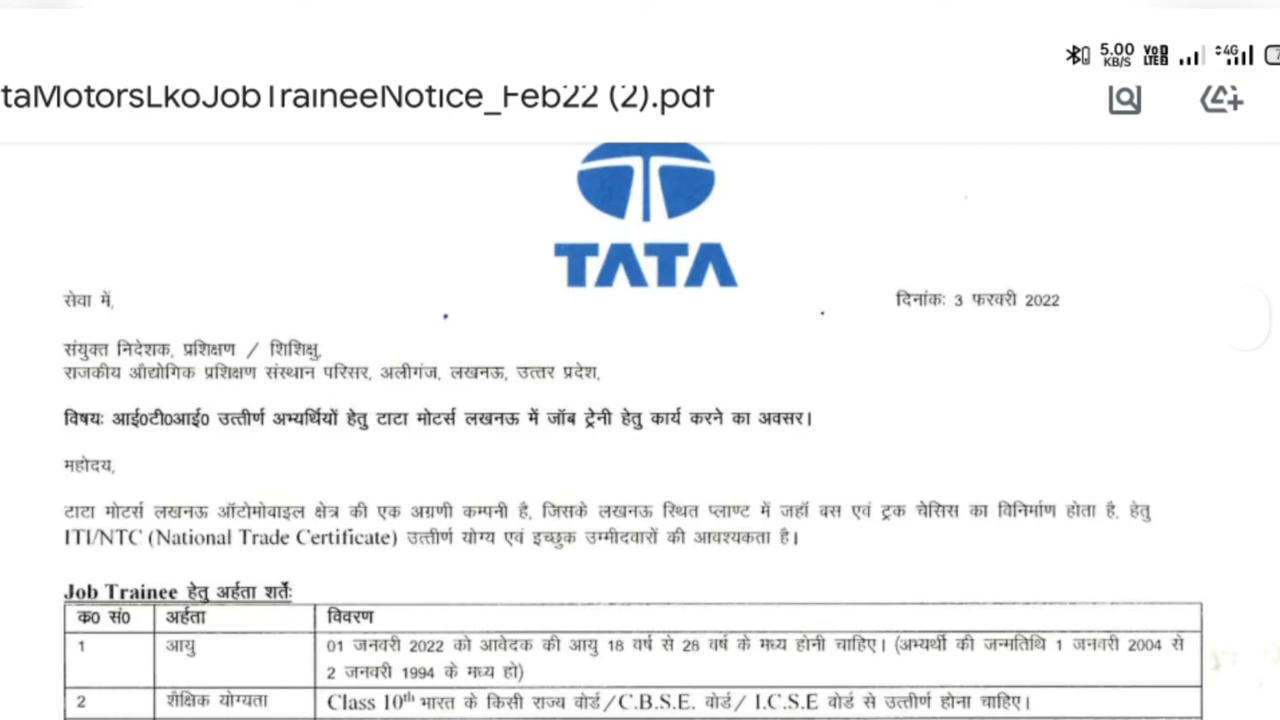 5.00
KB/S
VoD
LTE2
4G
7
taMotorsLkoJobTraineeNotice_Feb22 (2).pdf
TATA
सेवा में,
दिनांकः 3 फरवरी 2022
संयुक्त निदेशक, प्रशिक्षण / शिशिक्षु,
राजकीय औद्योगिक प्रशिक्षण संस्थान परिसर, अलीगंज, लखनऊ, उत्तर प्रदेश,
विषयः आई0टी0आई0 उत्तीर्ण अभ्यर्थियों हेतु टाटा मोटर्स लखनऊ में जॉब ट्रेनी हेतु कार्य करने का अवसर।
महोदय,
टाटा मोटर्स लखनऊ ऑटोमोवाइल क्षेत्र की एक अग्रणी कम्पनी है, जिसके लखनऊ स्थित प्लाण्ट में जहाँ वस एवं ट्रक चेसिस का विनिर्माण होता है, हेतु
ITI/NTC (National Trade Certificate) उत्तीर्ण योग्य एवं इच्छुक उम्मीदवारों की आवश्यकता है।
Job Trainee हेतु अर्हता शर्तेः
क0 सं0 अर्हता विवरण
1 आयु 01 जनवरी 2022 को आवेदक की आयु 18 वर्ष से 28 वर्ष के मध्य होनी चाहिए। (अभ्यर्थी की जन्मतिथि 1 जनवरी 2004 से
2 जनवरी 1994 के मध्य हो)
2 शैक्षिक योग्यता Class 10th भारत के किसी राज्य वोर्ड/C.B.S.E. वोर्ड/ I.C.S.E वोर्ड से उत्तीर्ण होना चाहिए।